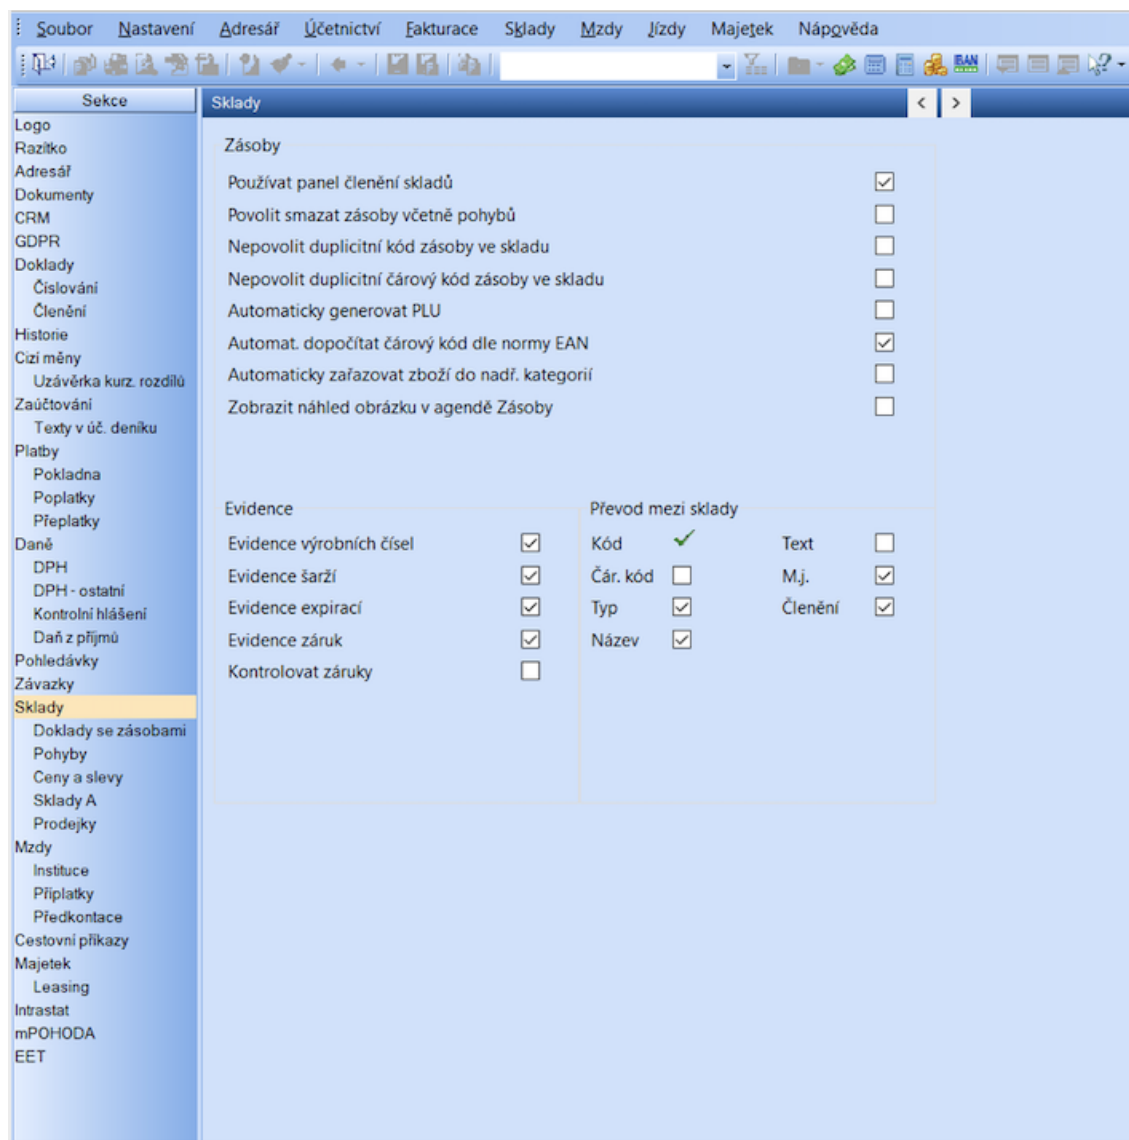 Soubor Nastavení Adresář Účetnictví Fakturace Sklady Mzdy Jízdy Majetek Nápověda
IBAN
Sekce
Logo
Razítko
Adresář
Dokumenty
CRM
GDPR
Doklady
Číslování
Členění
Historie
Cizí měny
Uzávěrka kurz. rozdílů
Zaúčtování
Texty v úč. deníku
Platby
Pokladna
Poplatky
Přeplatky
Daně
DPH
DPH - ostatní
Kontrolní hlášení
Daň z příjmů
Pohledávky
Závazky
Sklady
Doklady se zásobami
Pohyby
Ceny a slevy
Sklady A
Prodejky
Mzdy
Instituce
Příplatky
Předkontace
Cestovní příkazy
Majetek
Leasing
Intrastat
mPOHODA
EET
Sklady
Zásoby
Používat panel členění skladů
Povolit smazat zásoby včetně pohybů
Nepovolit duplicitní kód zásoby ve skladu
Nepovolit duplicitní čárový kód zásoby ve skladu
Automaticky generovat PLU
Automat. dopočítat čárový kód dle normy EAN
Automaticky zařazovat zboží do nadř. kategorií
Zobrazit náhled obrázku v agendě Zásoby
Evidence
Evidence výrobních čísel
Evidence šarží
Evidence expirací
Evidence záruk
Kontrolovat záruky
Převod mezi sklady
Kód Text
Čár. kód M.j.
Typ Členění
Název